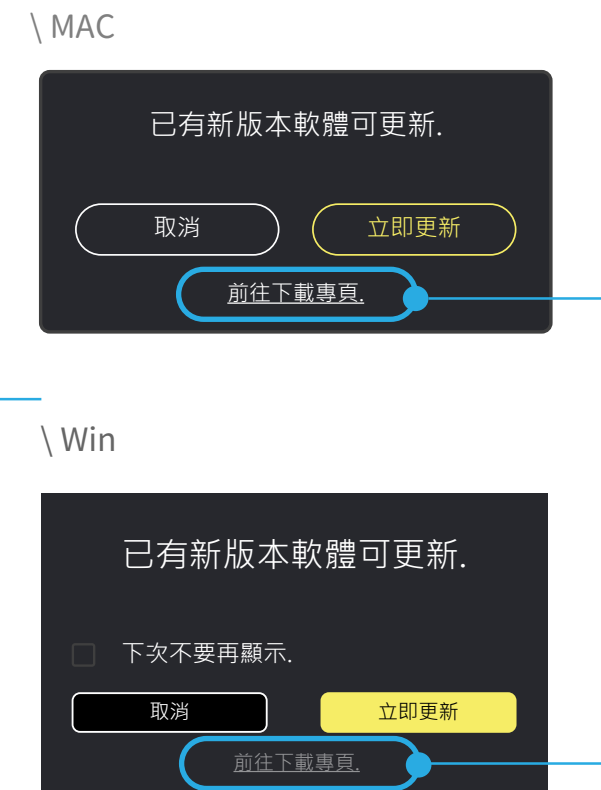 \ MAC
已有新版本軟體可更新.
取消 立即更新
前往下載專頁.
\ Win
已有新版本軟體可更新.
下次不要再顯示.
取消 立即更新
前往下載專頁.